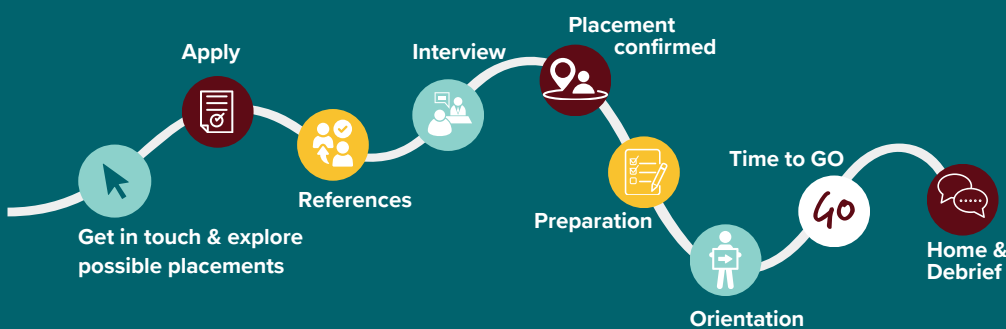 Get in touch & explore
possible placements
Apply
References
Interview
Placement
confirmed
Preparation
Orientation
Time to GO
GO
Home &
Debrief